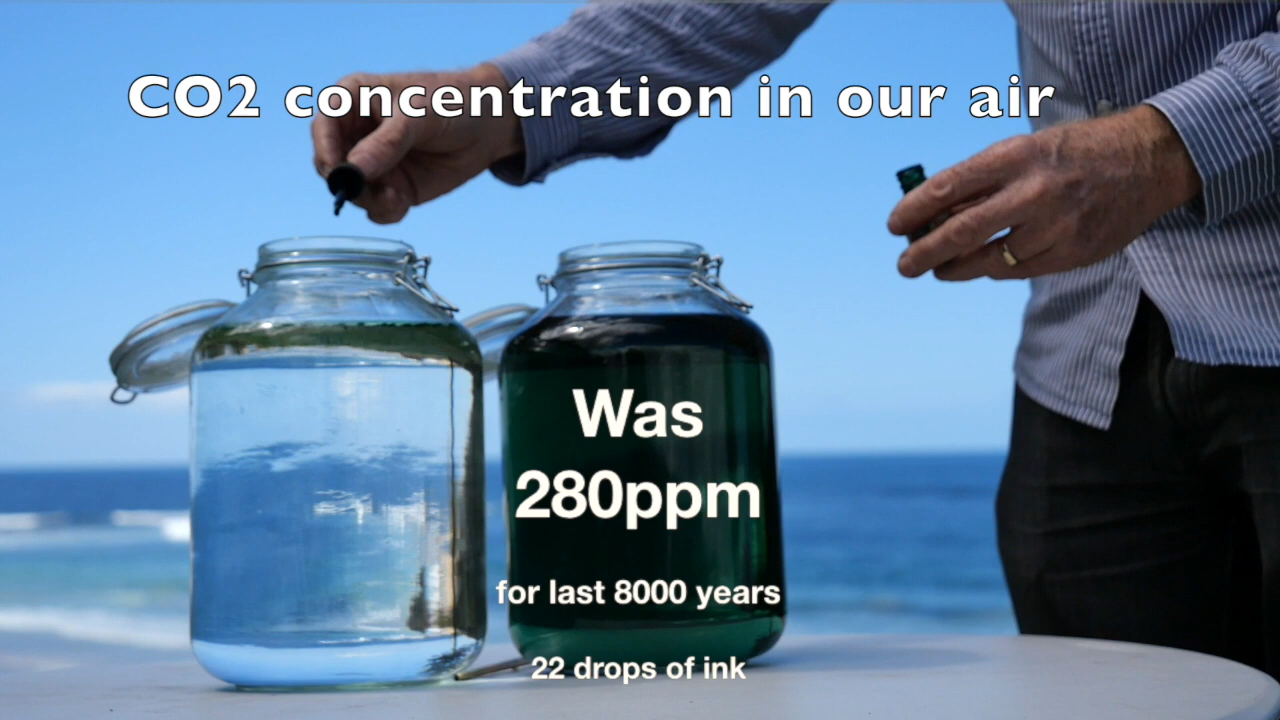 CO2 concentration in our air
Was
280ppm
for last 8000 years
22 drops of ink